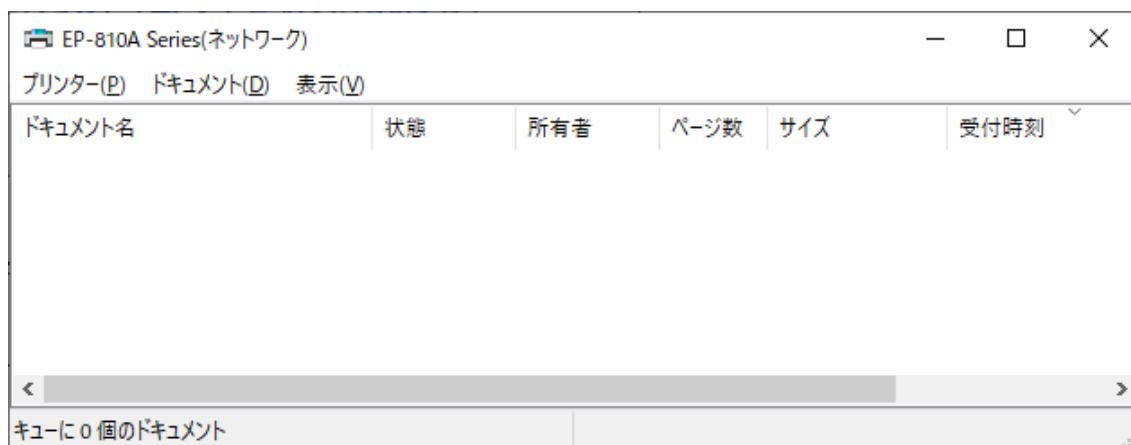 EP-810A Series(ネットワーク)
プリンター(P) ドキュメント(D) 表示(V)
ドキュメント名 状態 所有者 ページ数 サイズ 受付時刻
キューに 0 個のドキュメント